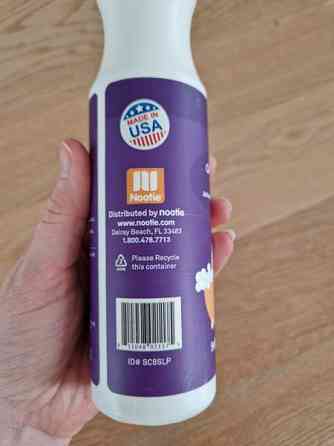 MADE IN
USA
Nootie
Distributed by nootie
www.nootie.com
Delray Beach, FL 33483
1.800.478.7713
Please Recycle
this container
ID# SC8SLP